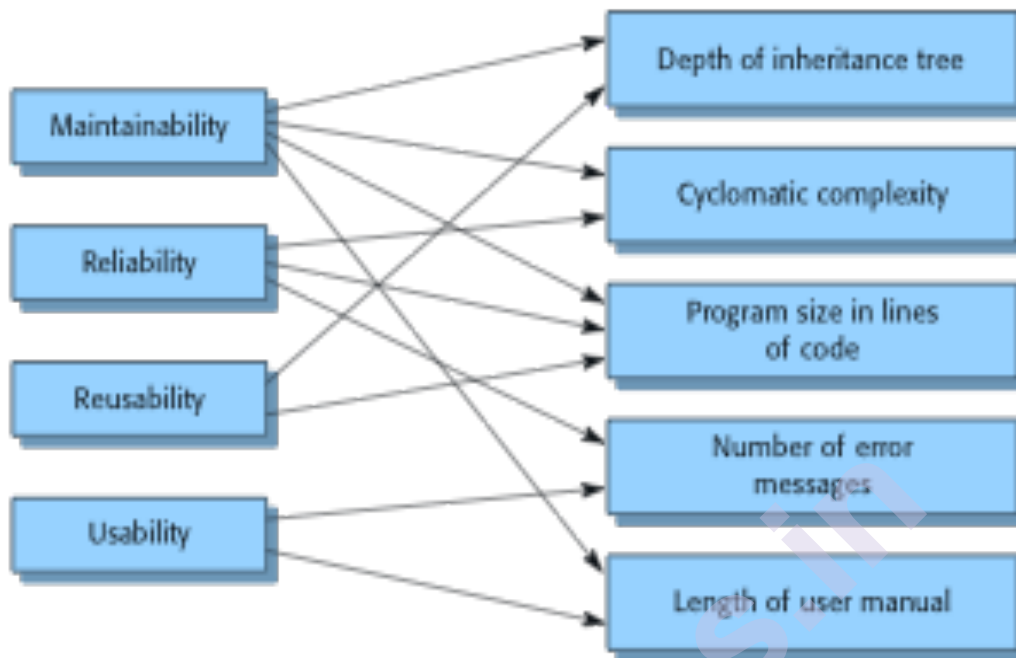 Maintainability
Reliability
Reusability
Usability
Depth of inheritance tree
Cyclomatic complexity
Program size in lines
of code
Number of error
messages
Length of user manual
s.in